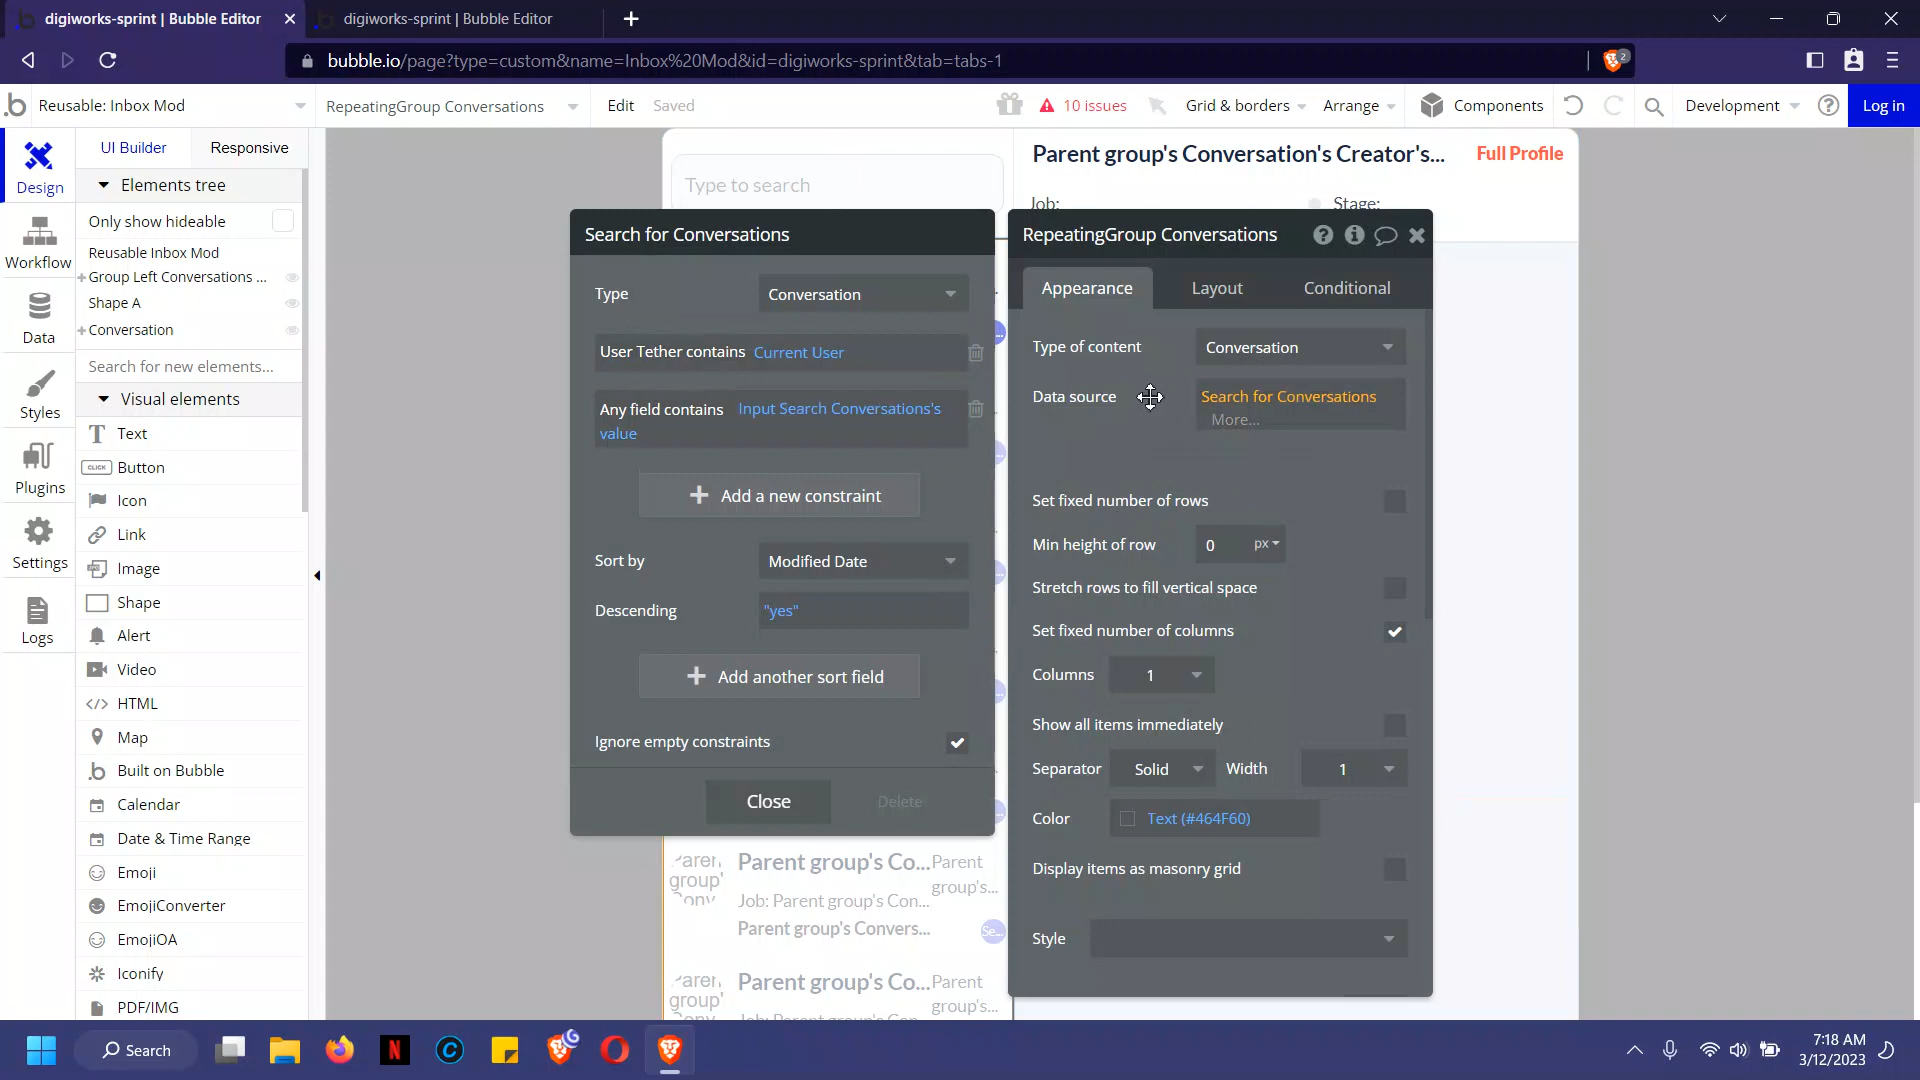 digiworks-sprint | Bubble Editor
digiworks-sprint | Bubble Editor
bubble.io/page?type=custom&name=Inbox%20Mod&id=digiworks-sprint&tab=tabs-1
2
Reusable: Inbox Mod
RepeatingGroup Conversations
Edit
Saved
10 issues
Grid & borders
Arrange
Components
Development
Log in
Design
Workflow
Data
Styles
Plugins
Settings
Logs
UI Builder
Responsive
Elements tree
Only show hideable
Reusable Inbox Mod
Group Left Conversations ...
Shape A
Conversation
Search for new elements...
Visual elements
Text
CLICK Button
Icon
Link
Image
Shape
Alert
Video
HTML
Map
Built on Bubble
Calendar
Date & Time Range
Emoji
EmojiConverter
EmojiOA
Iconify
PDF/IMG
Type to search
Parent group's Conversation's Creator's...
Full Profile
Job:
Stage:
Search for Conversations
Type
Conversation
User Tether contains Current User
Any field contains Input Search Conversations's
value
Add a new constraint
Sort by
Modified Date
Descending
"yes"
Add another sort field
Ignore empty constraints
Close
Delete
RepeatingGroup Conversations
Appearance
Layout
Conditional
Type of content
Conversation
Data source
Search for Conversations
More...
Set fixed number of rows
Min height of row
0
px
Stretch rows to fill vertical space
Set fixed number of columns
Columns
1
Show all items immediately
Separator
Solid
Width
1
Color
Text (#464F60)
Display items as masonry grid
Style
Parent group's Co...
Parent
group's...
Job: Parent group's Con...
Parent group's Convers...
Se...
Parent group's Co...
Parent
group's...
Search
7:18 AM
3/12/2023